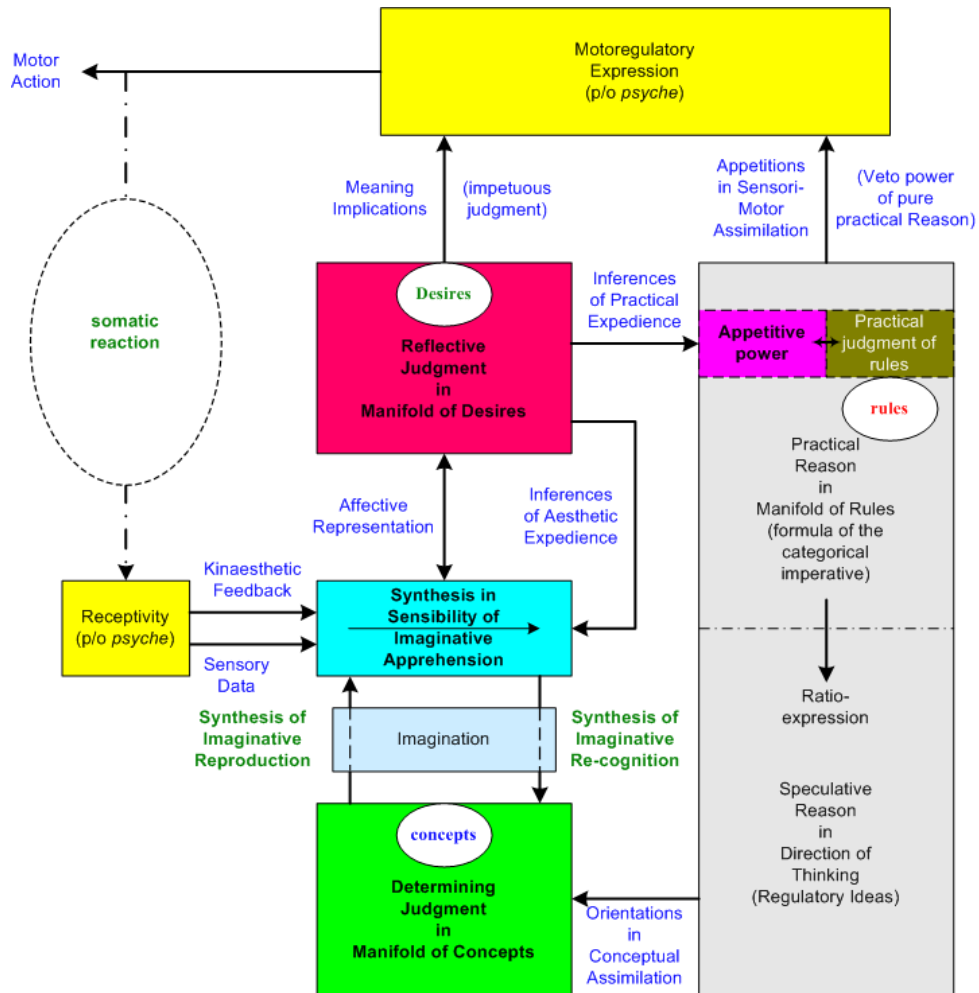 Motor
Action
Motoregulatory
Expression
(p/o psyche)
Meaning
Implications
(impetuous
judgment)
Appetitions
in Sensori-
Motor
Assimilation
(Veto power
of pure
practical Reason)
somatic
reaction
Desires
Reflective
Judgment
in
Manifold of Desires
Inferences
of Practical
Expedience
Appetitive
power
Practical
judgment of
rules
rules
Practical
Reason
in
Manifold of Rules
(formula of the
categorical
imperative)
Affective
Representation
Inferences
of Aesthetic
Expedience
Receptivity
(p/o psyche)
Kinaesthetic
Feedback
Sensory
Data
Synthesis in
Sensibility of
Imaginative
Apprehension
Ratio-
expression
Synthesis of
Imaginative
Reproduction
Imagination
Synthesis of
Imaginative
Re-cognition
Speculative
Reason
in
Direction of
Thinking
(Regulatory Ideas)
concepts
Determining
Judgment
in
Manifold of Concepts
Orientations
in
Conceptual
Assimilation